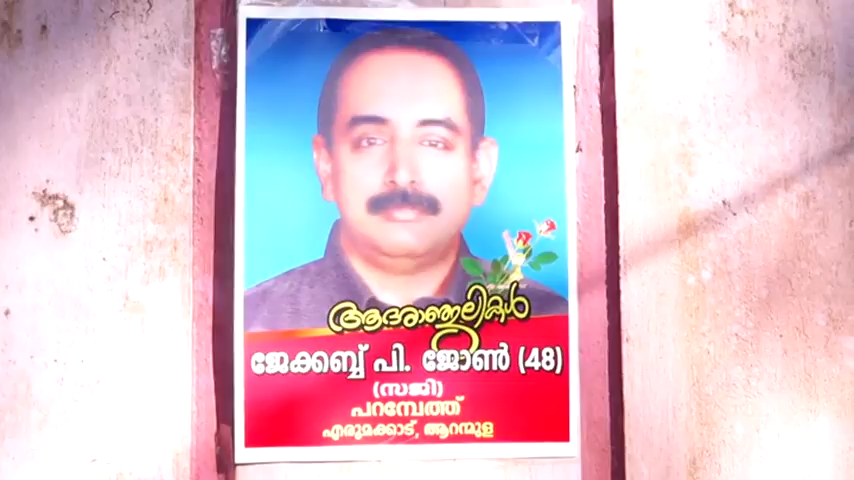 ആദരാഞ്ജലികൾ
ജേക്കബ്ബ് പി. ജോൺ (48)
(സജി)
പറമ്പേത്ത്
എരുമക്കാട്, ആറന്മുള